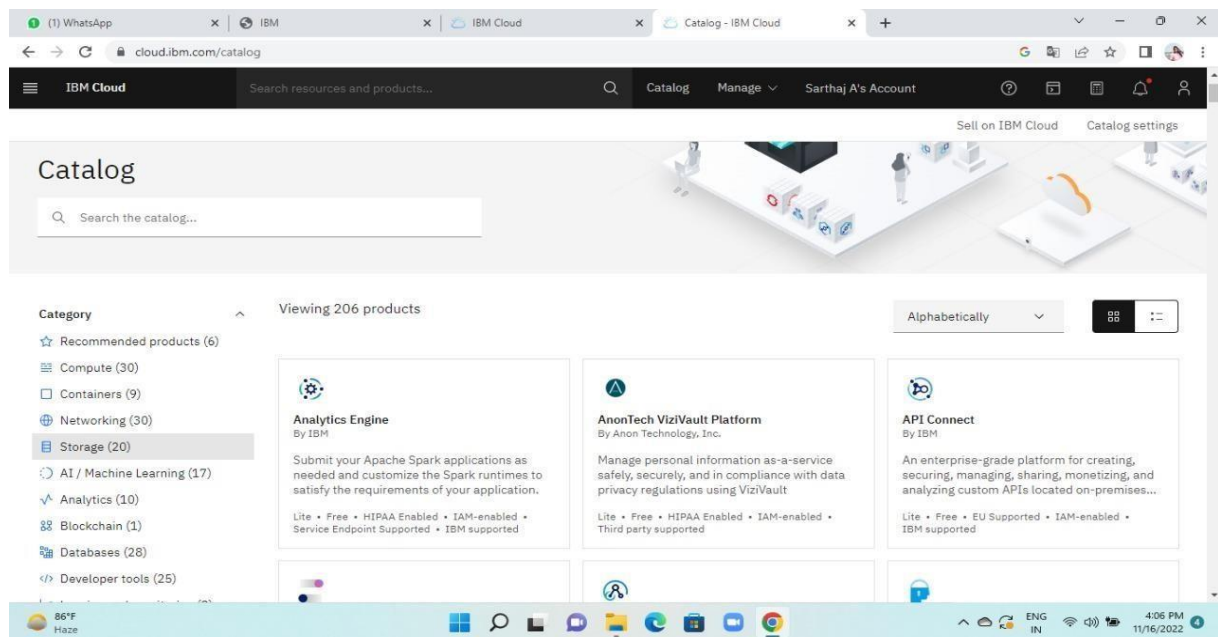 1 (1) WhatsApp
IBM
IBM Cloud
Catalog - IBM Cloud
cloud.ibm.com/catalog
IBM Cloud
Search resources and products...
Catalog
Manage
Sarthaj A's Account
Sell on IBM Cloud
Catalog settings
Catalog
Search the catalog...
Category
Recommended products (6)
Compute (30)
Containers (9)
Networking (30)
Storage (20)
AI / Machine Learning (17)
Analytics (10)
Blockchain (1)
Databases (28)
Developer tools (25)
Viewing 206 products
Alphabetically
Analytics Engine
By IBM
Submit your Apache Spark applications as
needed and customize the Spark runtimes to
satisfy the requirements of your application.
Lite • Free • HIPAA Enabled • IAM-enabled •
Service Endpoint Supported • IBM supported
AnonTech ViziVault Platform
By Anon Technology, Inc.
Manage personal information as-a-service
safely, securely, and in compliance with data
privacy regulations using ViziVault
Lite • Free • HIPAA Enabled • IAM-enabled •
Third party supported
API Connect
By IBM
An enterprise-grade platform for creating,
securing, managing, sharing, monetizing, and
analyzing custom APIs located on-premises...
Lite • Free • EU Supported • IAM-enabled •
IBM supported
86°F
Haze
ENG
IN
4:06 PM
11/16/2022
4